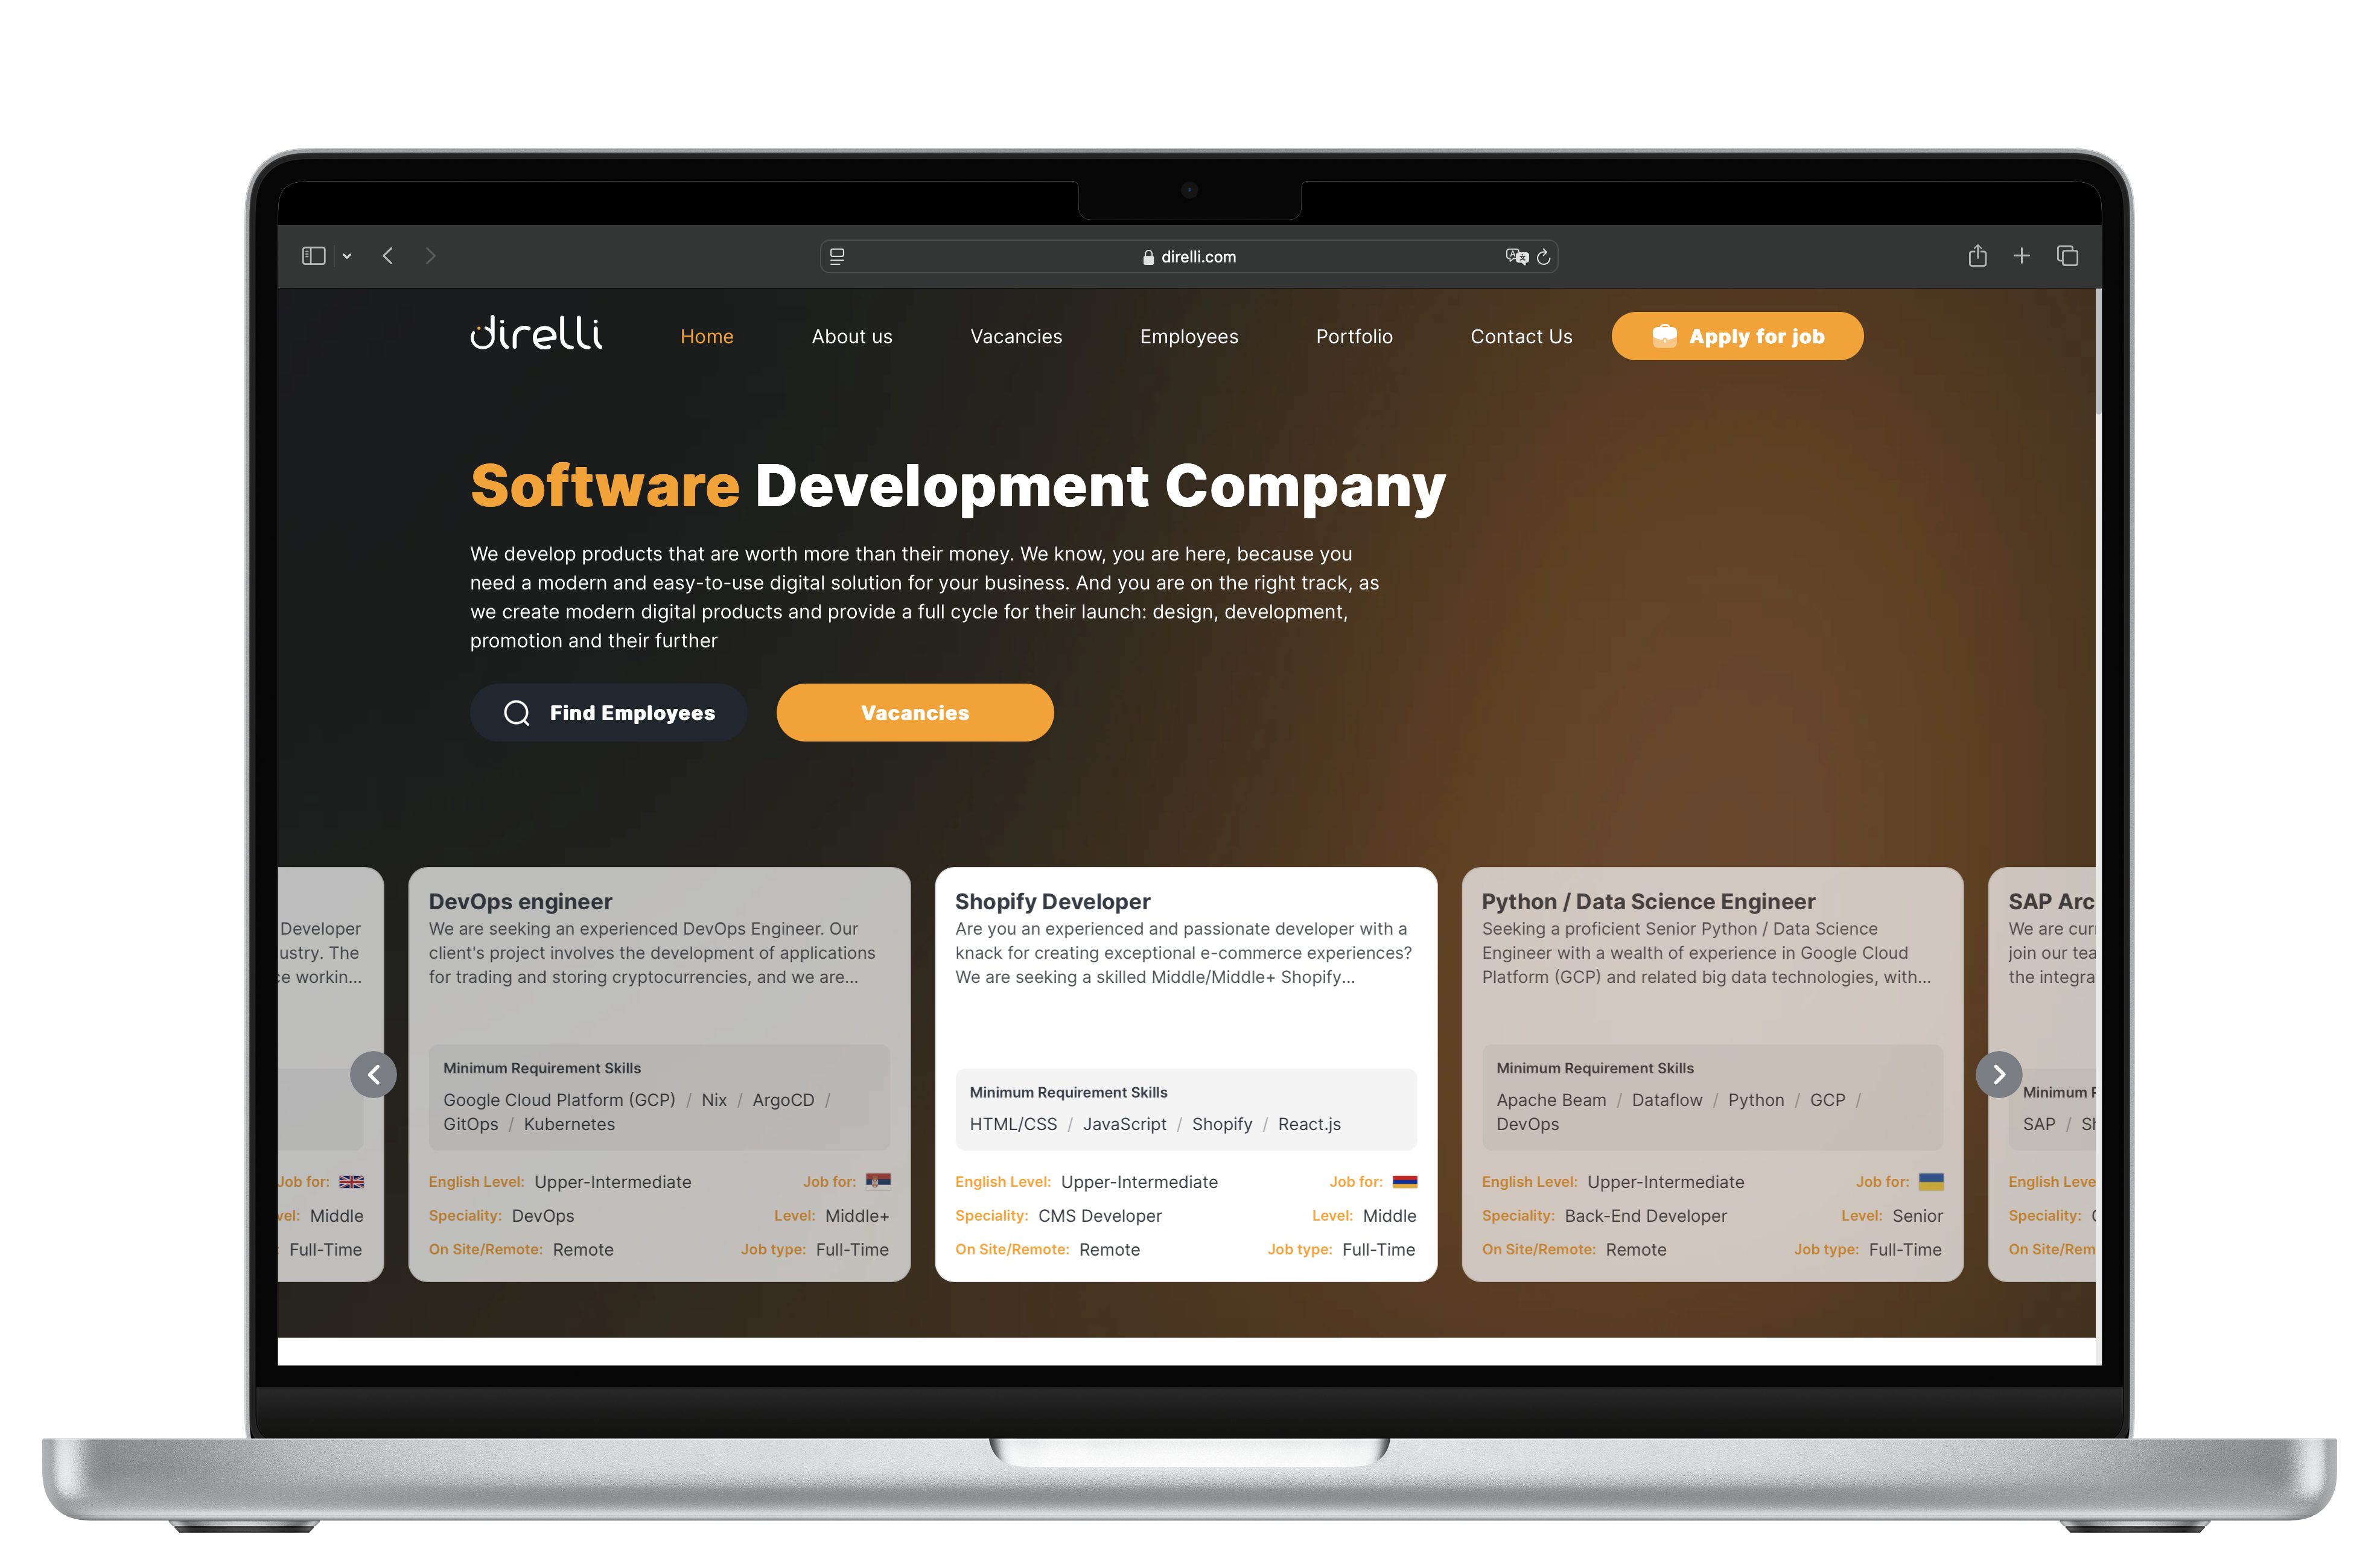 direlli.com
direlli
Home
About us
Vacancies
Employees
Portfolio
Contact Us
Apply for job
Software Development Company
We develop products that are worth more than their money. We know, you are here, because you
need a modern and easy-to-use digital solution for your business. And you are on the right track, as
we create modern digital products and provide a full cycle for their launch: design, development,
promotion and their further
Find Employees
Vacancies
Developer
ustry. The
workin...
Job for:
Middle
Full-Time
DevOps engineer
We are seeking an experienced DevOps Engineer. Our
client's project involves the development of applications
for trading and storing cryptocurrencies, and we are...
Minimum Requirement Skills
Google Cloud Platform (GCP) / Nix / ArgoCD /
GitOps / Kubernetes
English Level: Upper-Intermediate Job for:
Speciality: DevOps Level: Middle+
On Site/Remote: Remote Job type: Full-Time
Shopify Developer
Are you an experienced and passionate developer with a
knack for creating exceptional e-commerce experiences?
We are seeking a skilled Middle/Middle+ Shopify...
Minimum Requirement Skills
HTML/CSS / JavaScript / Shopify / React.js
English Level: Upper-Intermediate Job for:
Speciality: CMS Developer Level: Middle
On Site/Remote: Remote Job type: Full-Time
Python / Data Science Engineer
Seeking a proficient Senior Python / Data Science
Engineer with a wealth of experience in Google Cloud
Platform (GCP) and related big data technologies, with...
Minimum Requirement Skills
Apache Beam / Dataflow / Python / GCP /
DevOps
English Level: Upper-Intermediate Job for:
Speciality: Back-End Developer Level: Senior
On Site/Remote: Remote Job type: Full-Time
SAP Arc
We are cur
join our tea
the integra
Minimum
SAP /
English Leve
Speciality:
On Site/Rem